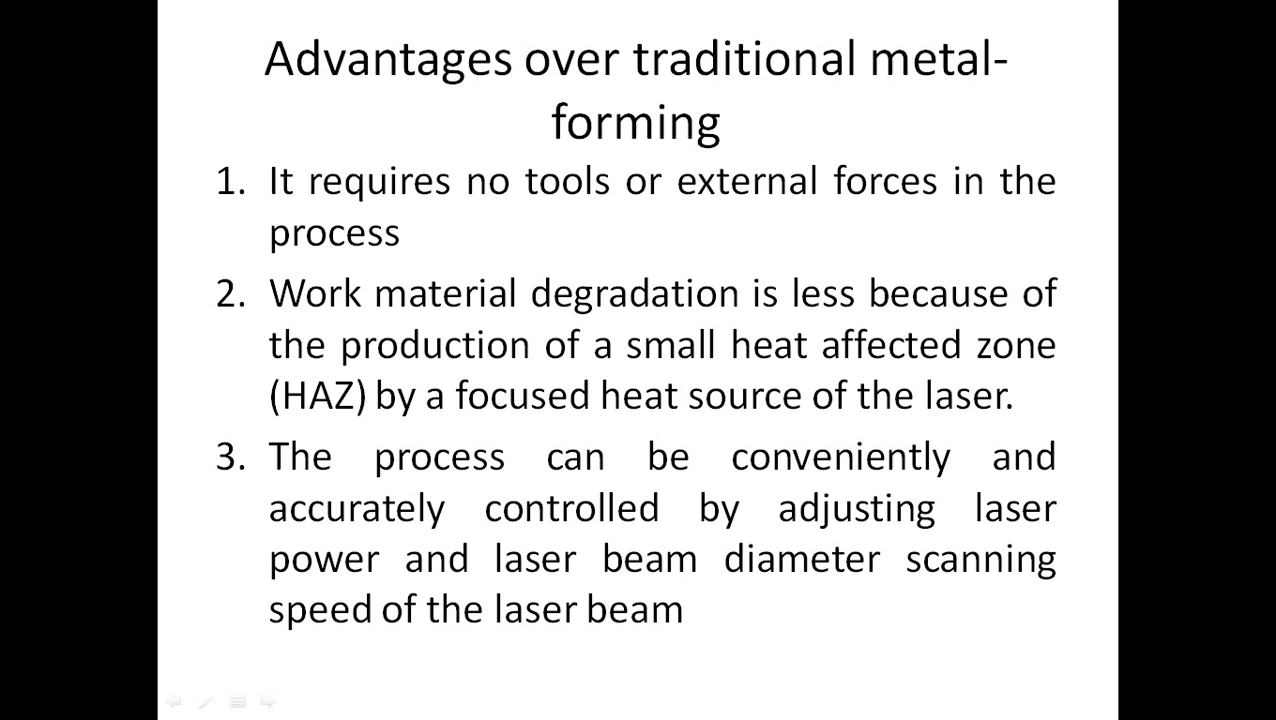 Advantages over traditional metal-
forming
1. It requires no tools or external forces in the
process
2. Work material degradation is less because of
the production of a small heat affected zone
(HAZ) by a focused heat source of the laser.
3. The process can be conveniently and
accurately controlled by adjusting laser
power and laser beam diameter scanning
speed of the laser beam